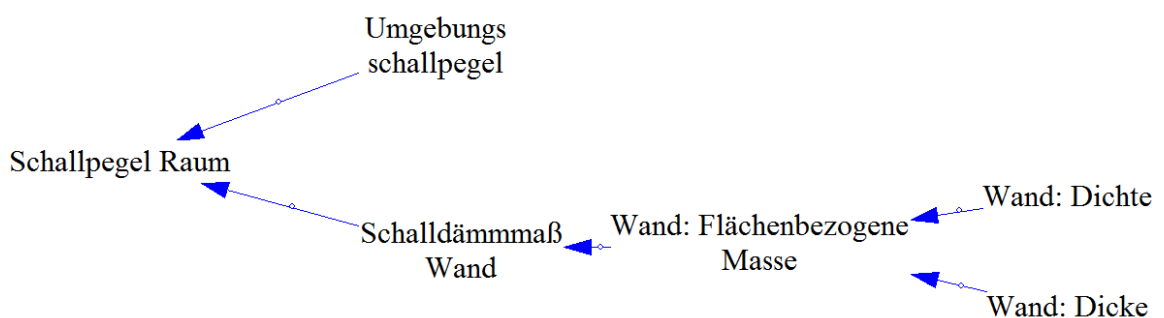 Umgebungs
schallpegel
Schallpegel Raum
Schalldämmmaß
Wand
Wand: Flächenbezogene
Masse
Wand: Dichte
Wand: Dicke